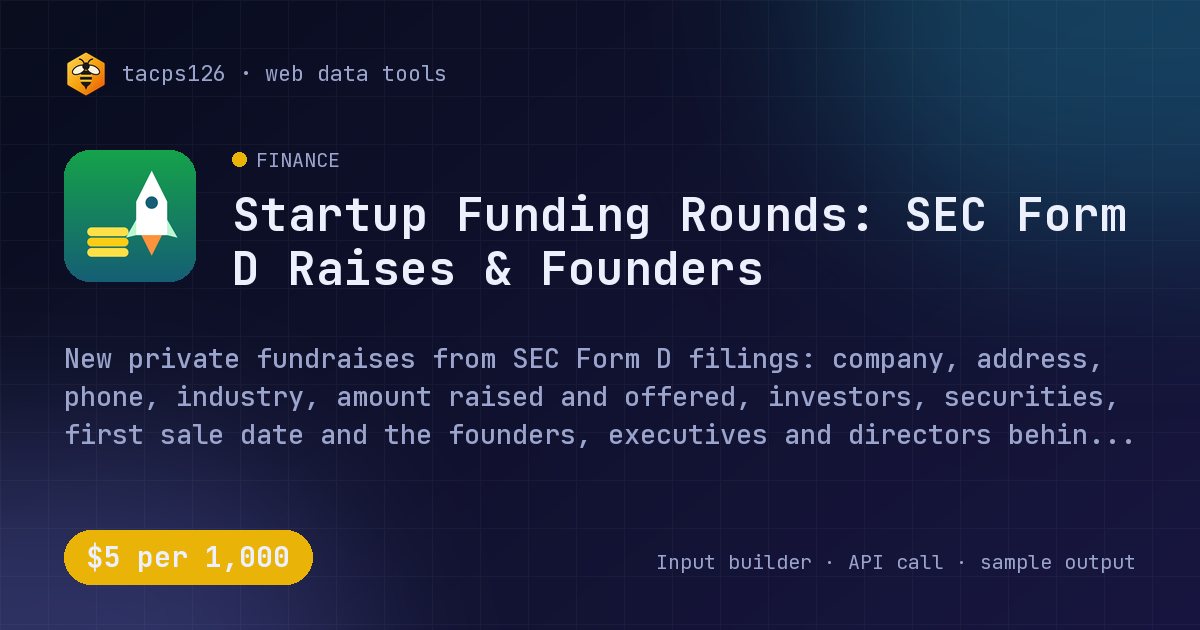 tacps126 · web data tools
FINANCE
Startup Funding Rounds: SEC Form
D Raises & Founders
New private fundraises from SEC Form D filings: company, address,
phone, industry, amount raised and offered, investors, securities,
first sale date and the founders, executives and directors behin...
$5 per 1,000
Input builder · API call · sample output